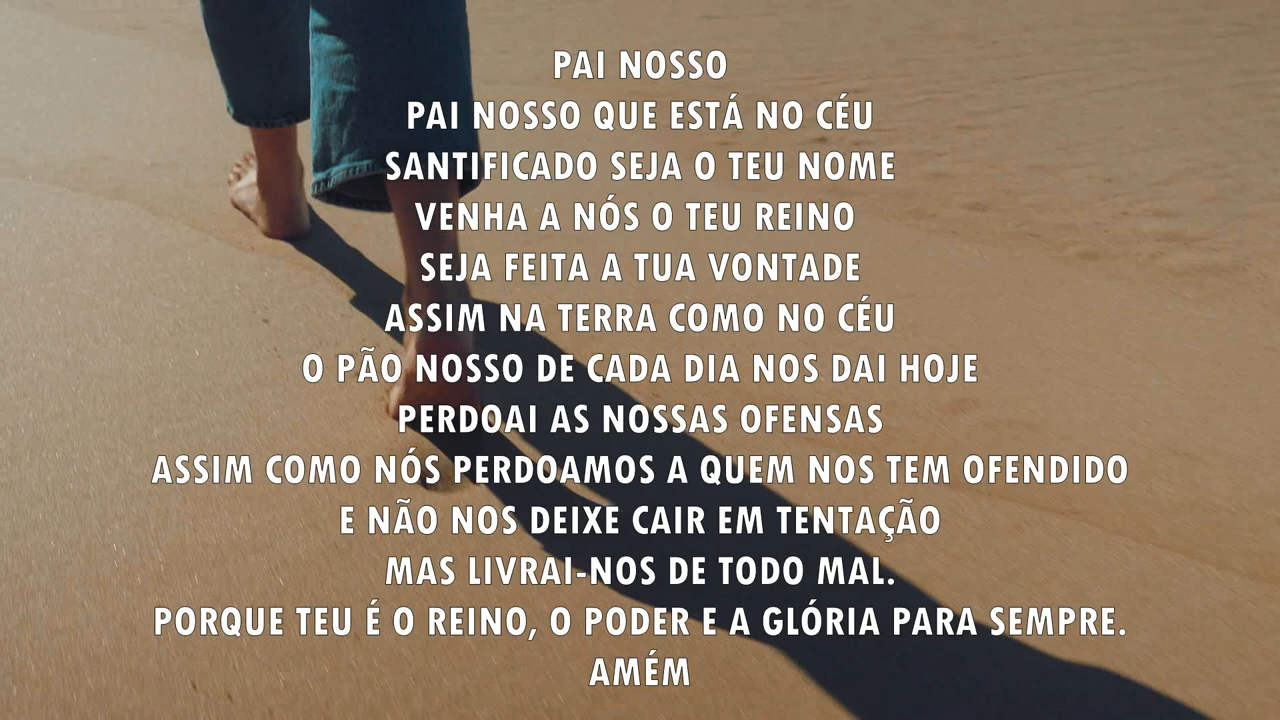 PAI NOSSO
PAI NOSSO QUE ESTÁ NO CÉU
SANTIFICADO SEJA O TEU NOME
VENHA A NÓS O TEU REINO
SEJA FEITA A TUA VONTADE
ASSIM NA TERRA COMO NO CÉU
O PÃO NOSSO DE CADA DIA NOS DAI HOJE
PERDOAI AS NOSSAS OFENSAS
ASSIM COMO NÓS PERDOAMOS A QUEM NOS TEM OFENDIDO
E NÃO NOS DEIXE CAIR EM TENTAÇÃO
MAS LIVRAI-NOS DE TODO MAL.
PORQUE TEU É O REINO, O PODER E A GLÓRIA PARA SEMPRE.
AMÉM